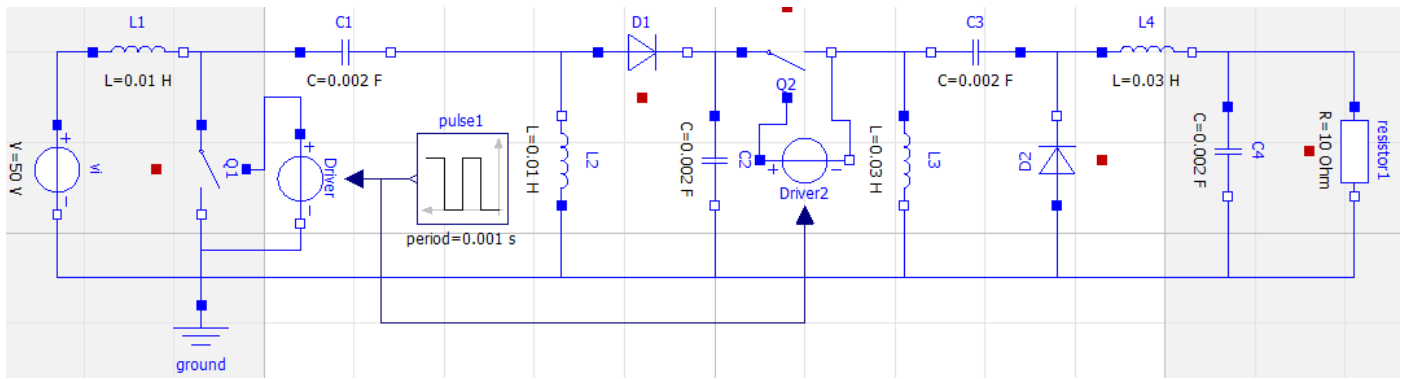 L1
L=0.01 H
C1
C=0.002 F
D1
C3
C=0.002 F
L4
L=0.03 H
V=50 V
+
vi
−
Q1
+
Driver
−
pulse1
period=0.001 s
L=0.01 H
L2
C=0.002 F
C2
Q2
+
−
Driver2
L=0.03 H
L3
D2
C=0.002 F
C4
R=10 Ohm
resistor1
ground